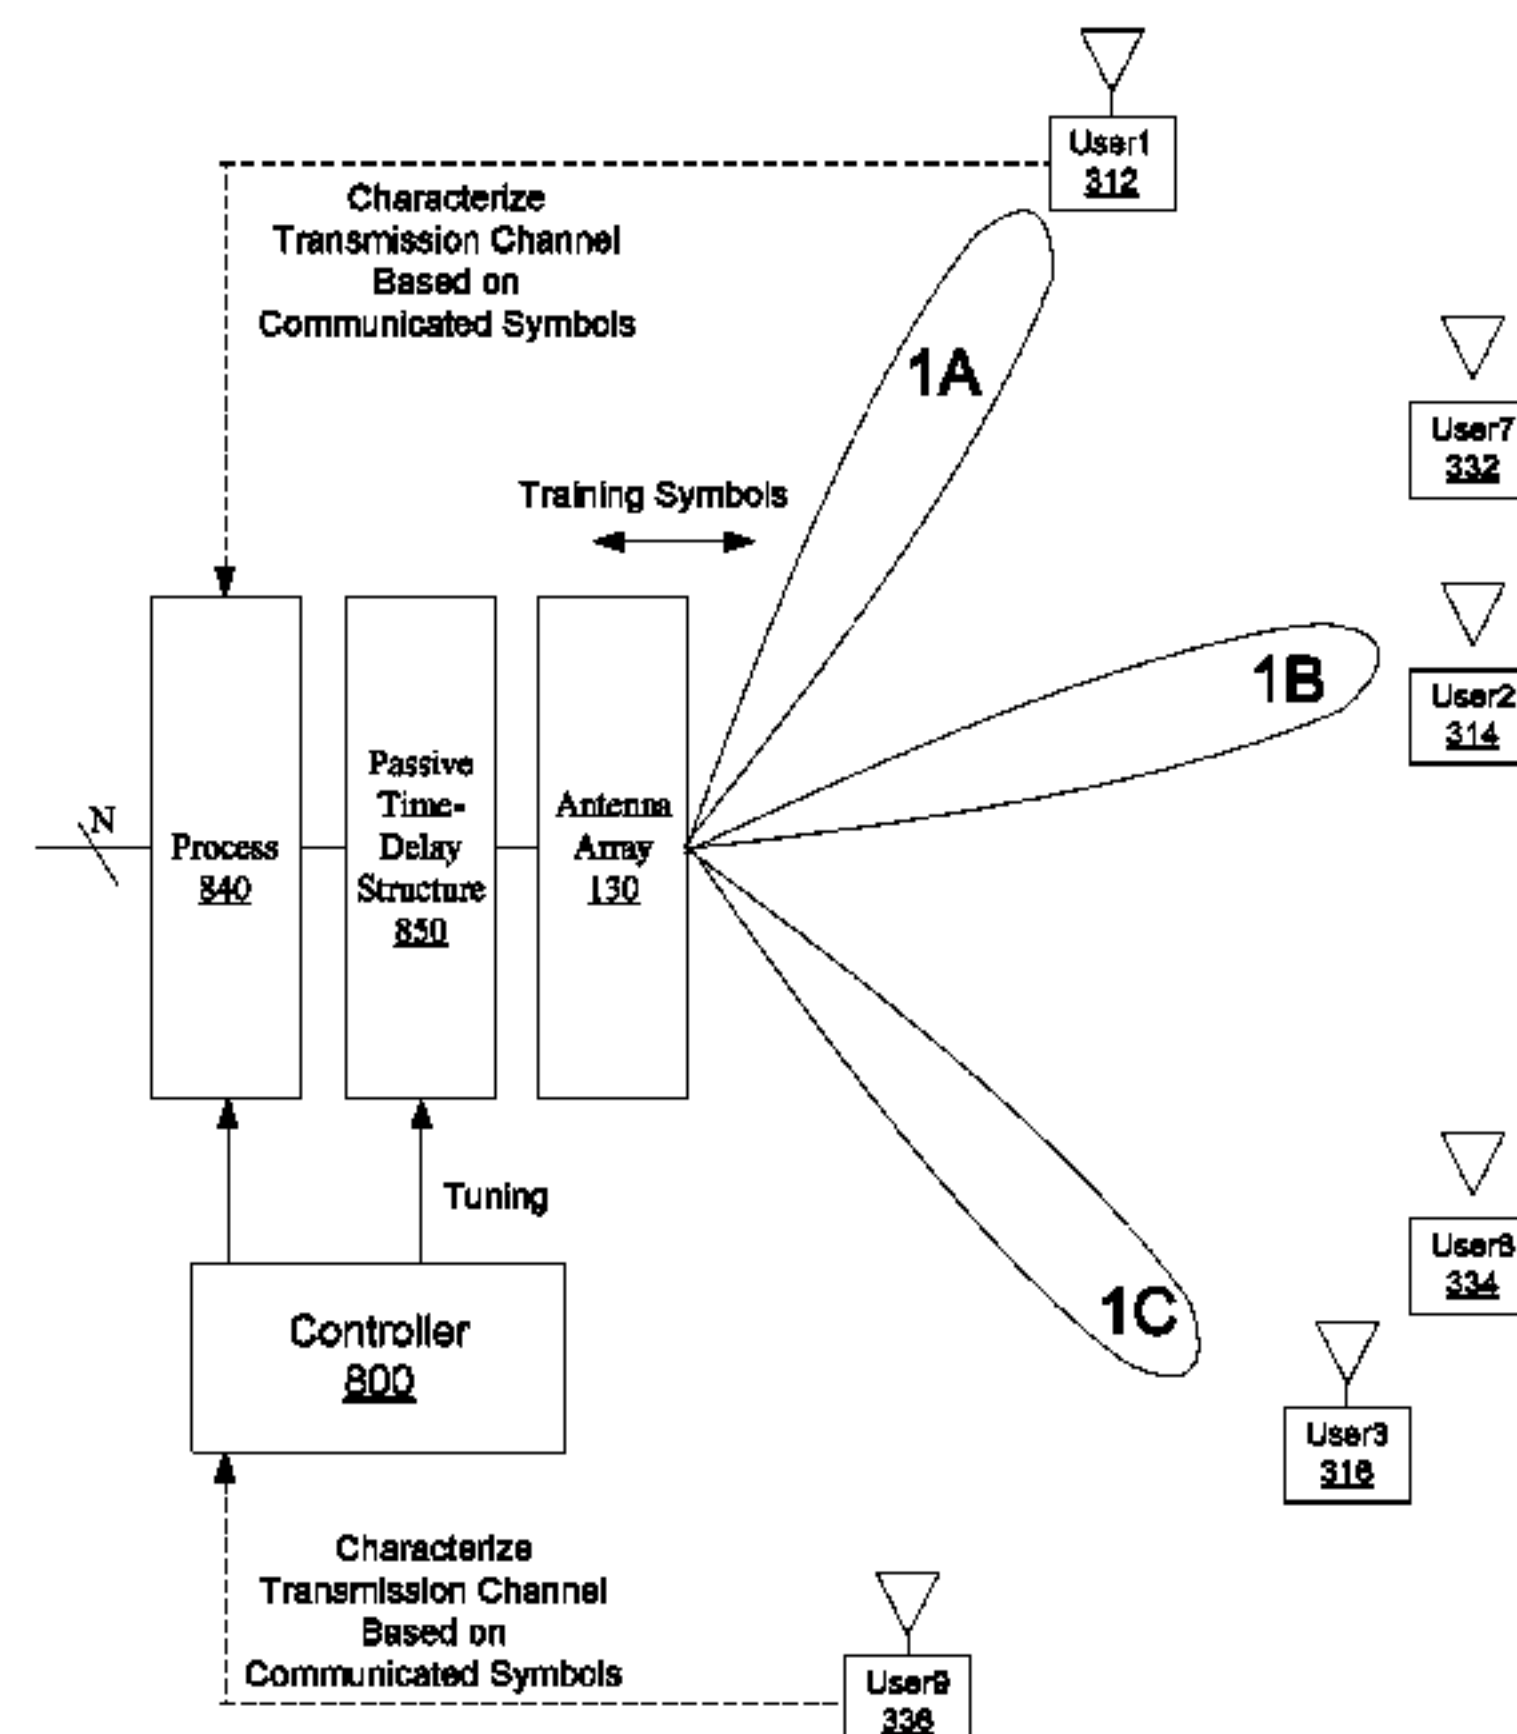 User1
312
Characterize
Transmission Channel
Based on
Communicated Symbols
1A
User7
332
Training Symbols
User2
314
1B
N
Process
840
Passive
Time-
Delay
Structure
850
Antenna
Array
130
Tuning
334
1C
Controller
800
User3
316
Characterize
Transmission Channel
Based on
Communicated Symbols
User9
336